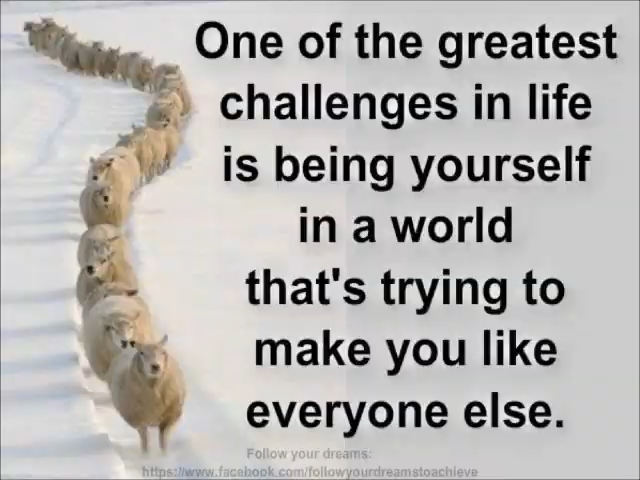 One of the greatest
challenges in life
is being yourself
in a world
that's trying to
make you like
everyone else.
Follow your dreams:
https://www.facebook.com/followyourdreamstoachieve